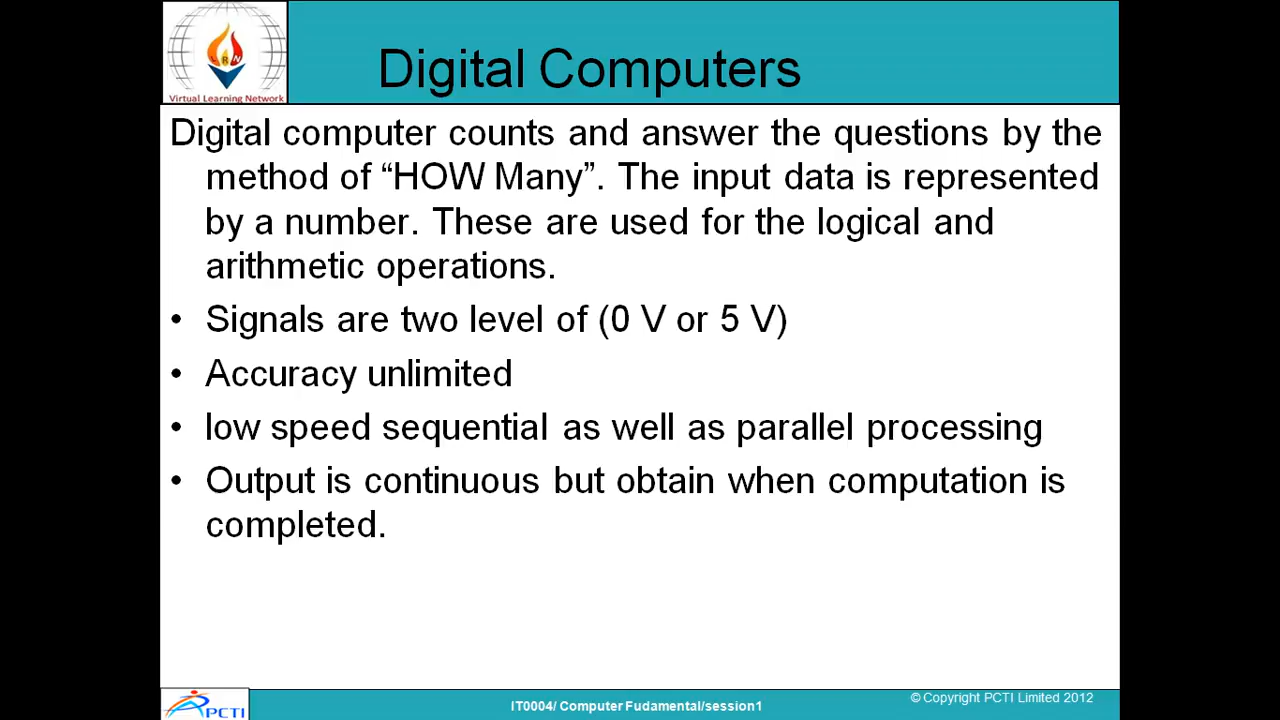 LRN
Virtual Learning Network
Digital Computers
Digital computer counts and answer the questions by the
method of “HOW Many”. The input data is represented
by a number. These are used for the logical and
arithmetic operations.
• Signals are two level of (0 V or 5 V)
• Accuracy unlimited
• low speed sequential as well as parallel processing
• Output is continuous but obtain when computation is
completed.
PCTI
IT0004/ Computer Fudamental/session1
© Copyright PCTI Limited 2012